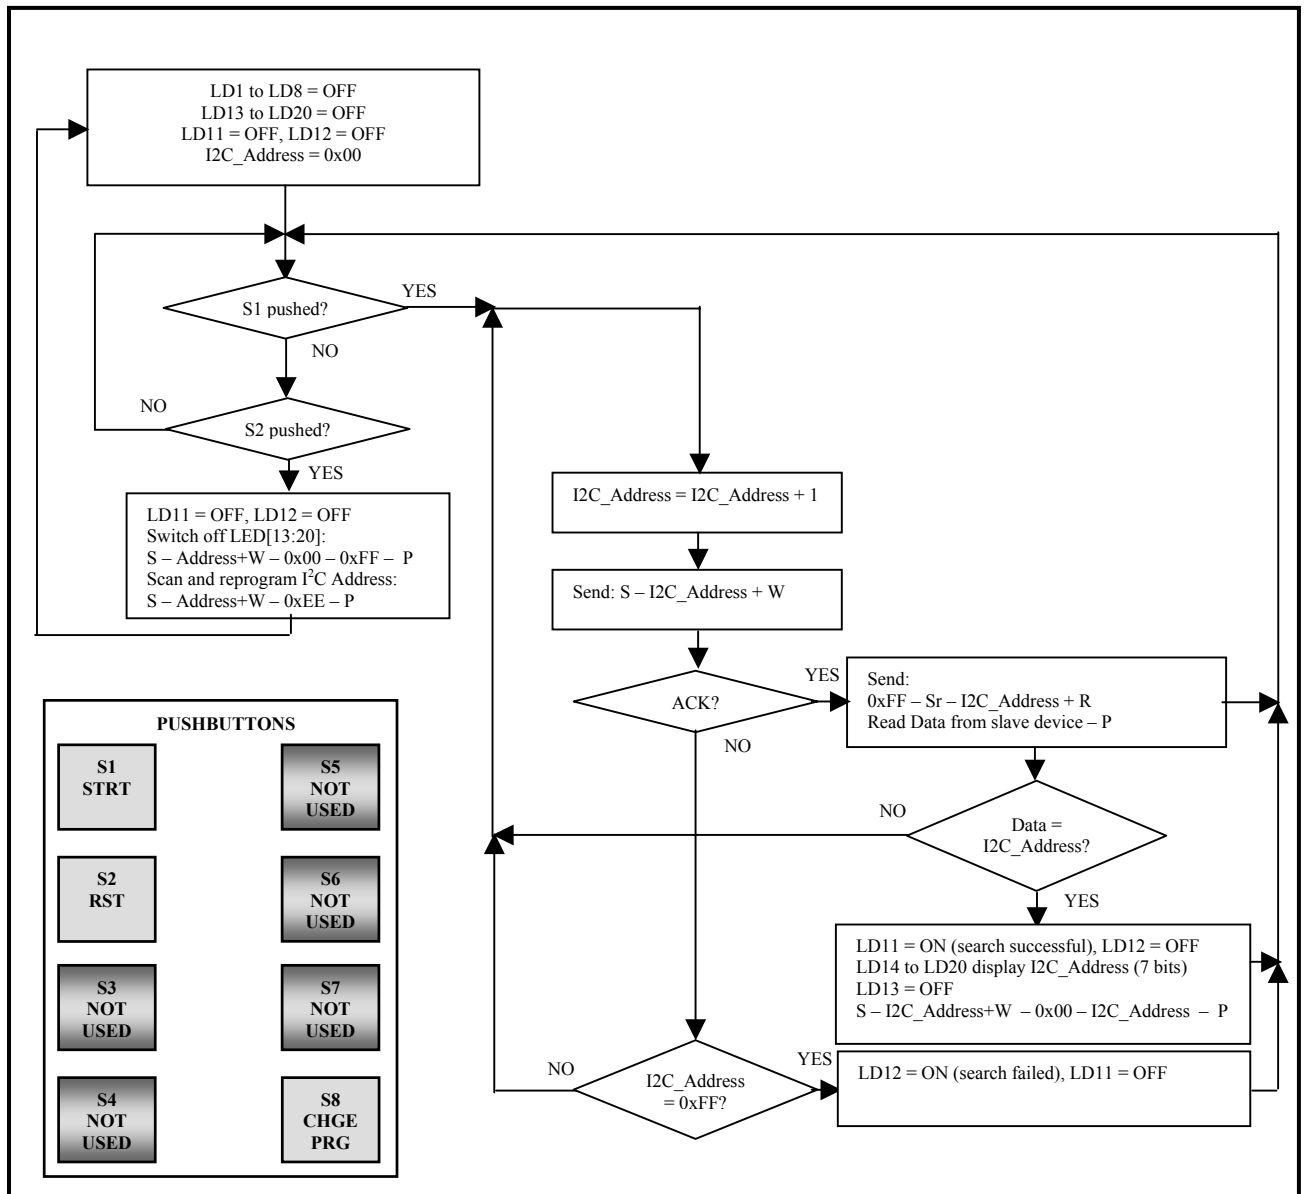 LD1 to LD8 = OFF
LD13 to LD20 = OFF
LD11 = OFF, LD12 = OFF
I2C_Address = 0x00
S1 pushed?
YES
NO
S2 pushed?
NO
YES
LD11 = OFF, LD12 = OFF
Switch off LED[13:20]:
S – Address+W – 0x00 – 0xFF – P
Scan and reprogram I²C Address:
S – Address+W – 0xEE – P
I2C_Address = I2C_Address + 1
Send: S – I2C_Address + W
ACK?
YES
NO
Send:
0xFF – Sr – I2C_Address + R
Read Data from slave device – P
Data =
I2C_Address?
NO
YES
LD11 = ON (search successful), LD12 = OFF
LD14 to LD20 display I2C_Address (7 bits)
LD13 = OFF
S – I2C_Address+W – 0x00 – I2C_Address – P
I2C_Address
= 0xFF?
NO
YES
LD12 = ON (search failed), LD11 = OFF
PUSHBUTTONS
S1
STRT
S5
NOT
USED
S2
RST
S6
NOT
USED
S3
NOT
USED
S7
NOT
USED
S4
NOT
USED
S8
CHGE
PRG